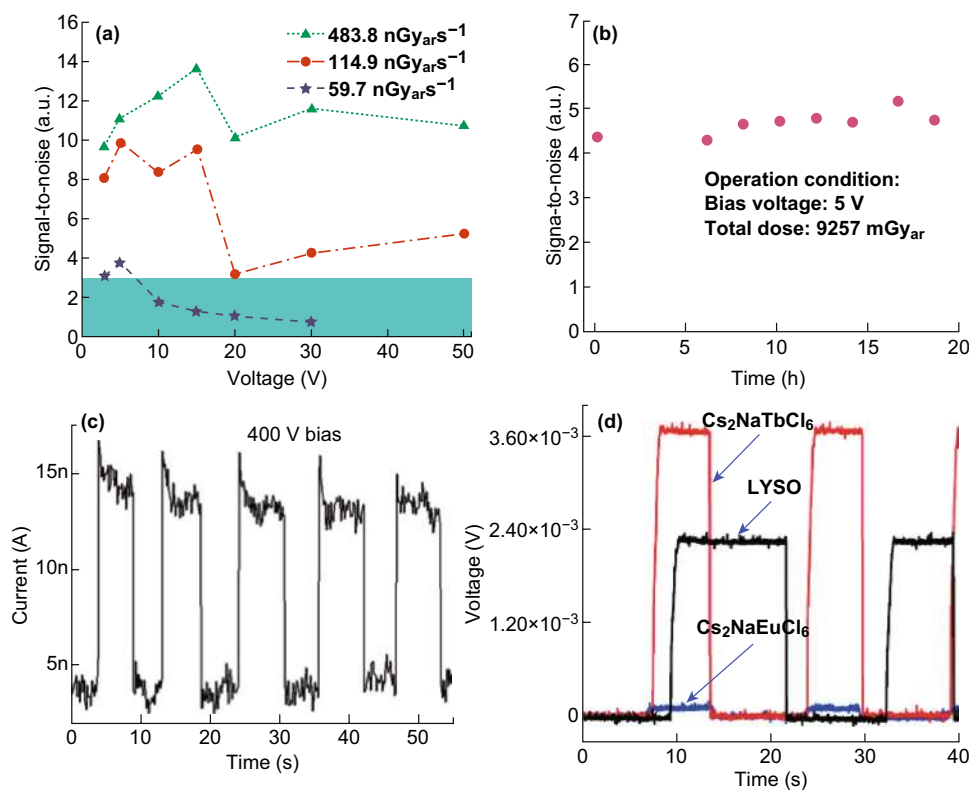 (a)
483.8 nGyₐᵣs⁻¹
114.9 nGyₐᵣs⁻¹
59.7 nGyₐᵣs⁻¹
16
14
12
10
8
6
4
2
0
Signal-to-noise (a.u.)
0 10 20 30 40 50
Voltage (V)
(b)
7
6
5
4
3
2
1
0
Signa-to-noise (a.u.)
Operation condition:
Bias voltage: 5 V
Total dose: 9257 mGyₐᵣ
0 5 10 15 20
Time (h)
(c)
400 V bias
15n
10n
5n
Current (A)
0 10 20 30 40 50
Time (s)
(d)
Cs₂NaTbCl₆
LYSO
Cs₂NaEuCl₆
3.60×10⁻³
2.40×10⁻³
1.20×10⁻³
0
Voltage (V)
0 10 20 30 40
Time (s)